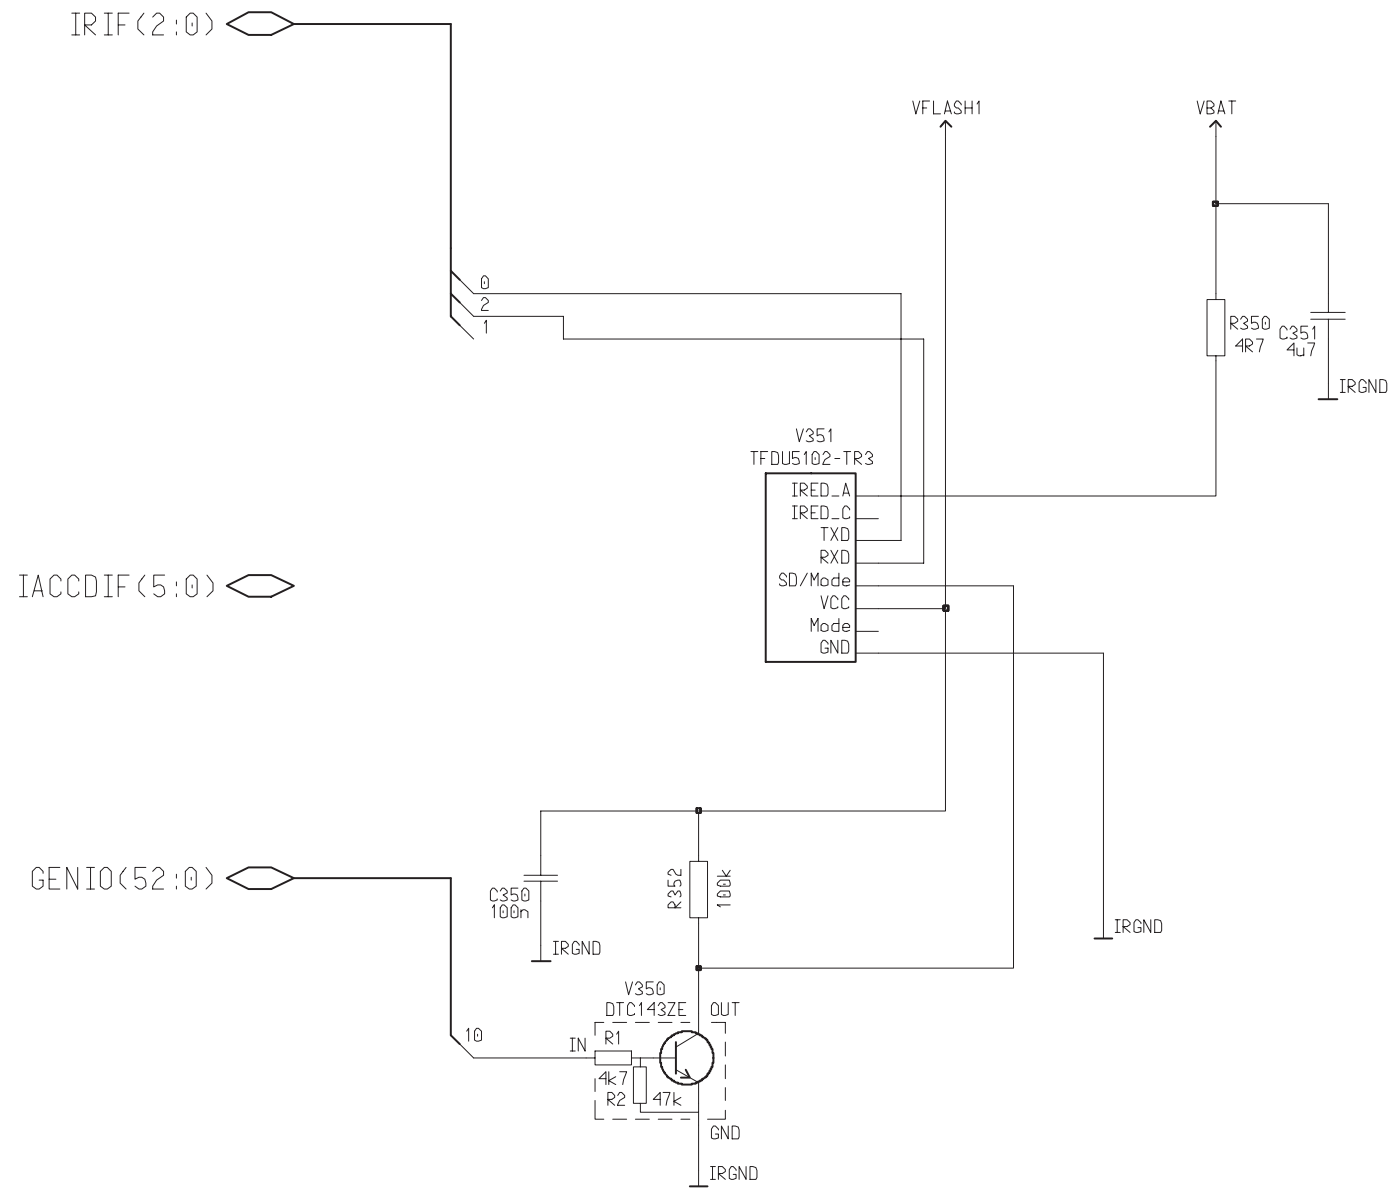 IRIF(2:0)
VFLASH1
VBAT
0
2
1
R350
4R7
C351
4u7
IRGND
V351
TFDU5102-TR3
IRED_A
IRED_C
TXD
RXD
SD/Mode
VCC
Mode
GND
IACCDIF(5:0)
GENIO(52:0)
C350
100n
IRGND
R352
100k
IRGND
V350
DTC143ZE
OUT
10
IN
R1
4k7
R2
47k
GND
IRGND